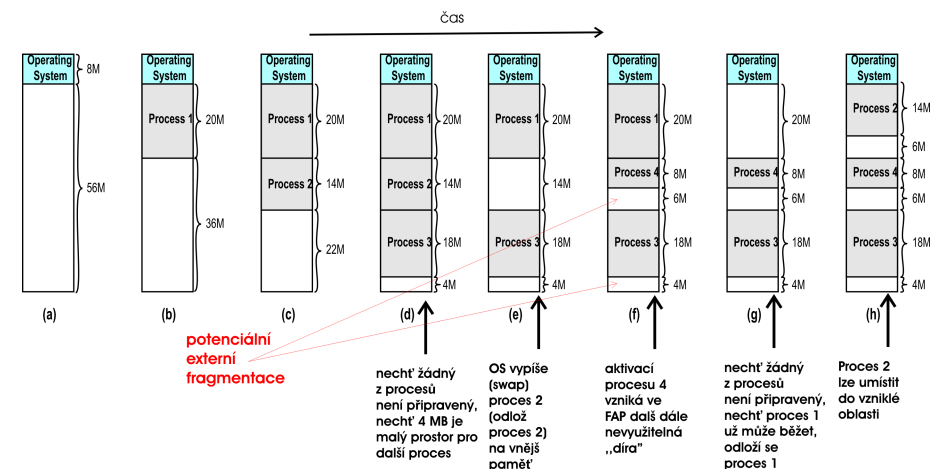 čas
Operating
System
8M
56M
(a)
Operating
System
Process 1
20M
36M
(b)
Operating
System
Process 1
20M
Process 2
14M
22M
(c)
Operating
System
Process 1
20M
Process 2
14M
Process 3
18M
4M
(d)
Operating
System
Process 1
20M
14M
Process 3
18M
4M
(e)
Operating
System
Process 1
20M
Process 4
8M
6M
Process 3
18M
4M
(f)
Operating
System
20M
Process 4
8M
6M
Process 3
18M
4M
(g)
Operating
System
Process 2
14M
6M
Process 4
8M
6M
Process 3
18M
4M
(h)
potenciální
externí
fragmentace
nechť žádný
z procesů
není připravený,
nechť 4 MB je
malý prostor pro
další proces
OS vypíše
(swap)
proces 2
(odlož
proces 2)
na vnějš
paměť
aktivací
procesu 4
vzniká ve
FAP dalš dále
nevyužitelná
,,díra”
nechť žádný
z procesů
není připravený,
nechť proces 1
už může běžet,
odloží se
proces 1
Proces 2
lze umístit
do vzniklé
oblasti